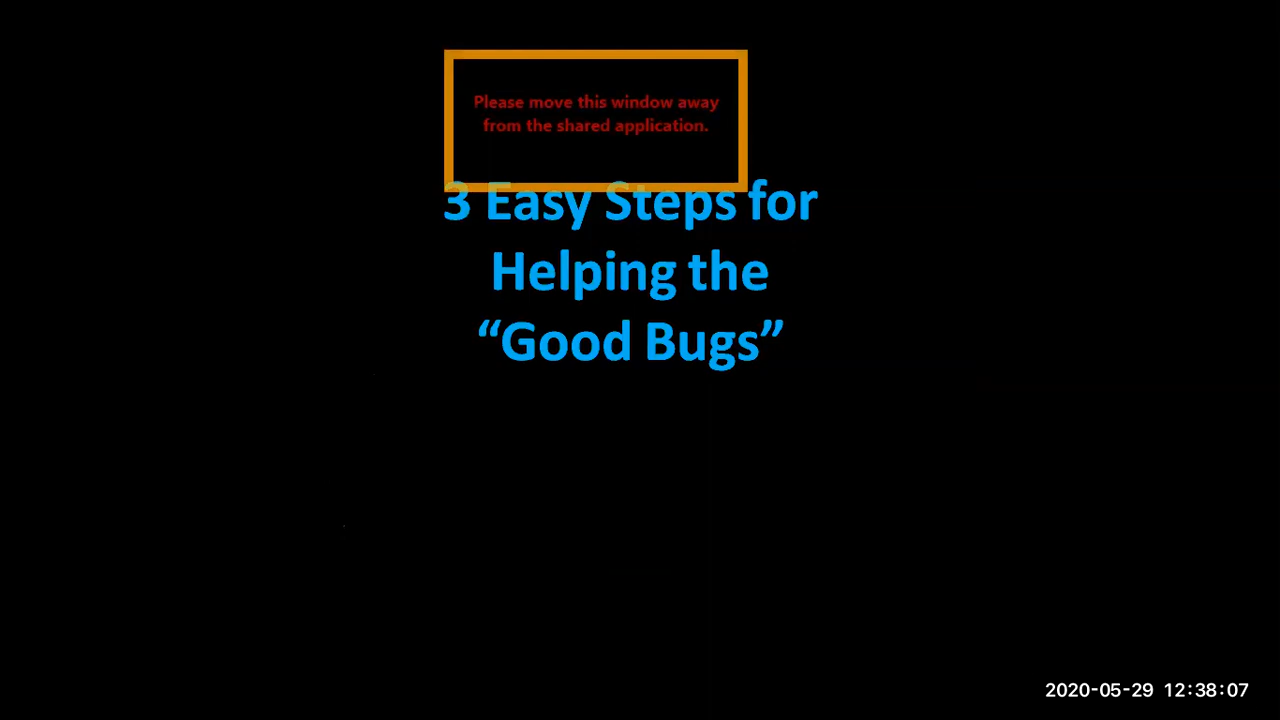 Please move this window away
from the shared application.
3 Easy Steps for
Helping the
“Good Bugs”
2020-05-29 12:38:07